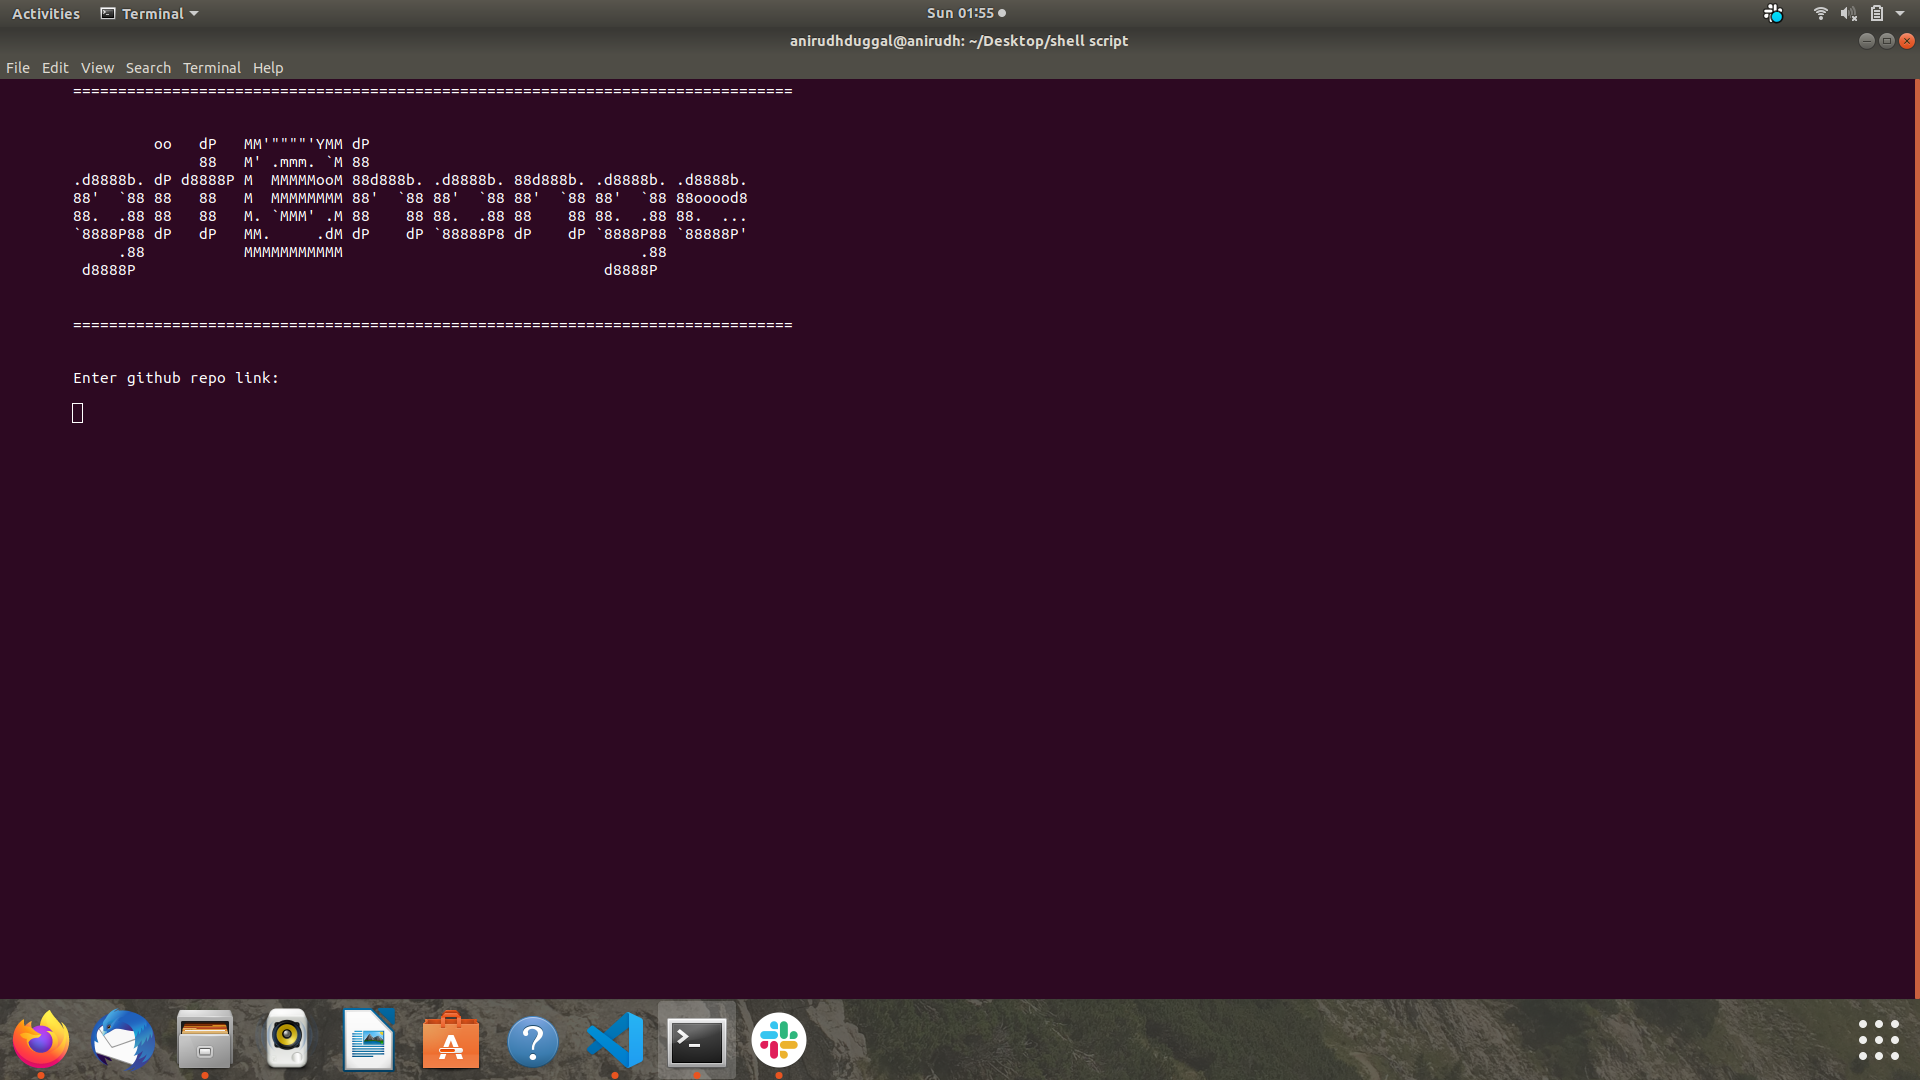 Activities Terminal Sun 01:55
anirudhduggal@anirudh: ~/Desktop/shell script
File Edit View Search Terminal Help
================================================================================
         oo   dP   MM'""""'YMM dP
              88   M' .mmm. `M 88
.d8888b. dP d8888P M  MMMMMooM 88d888b. .d8888b. 88d888b. .d8888b. .d8888b.
88'  `88 88   88   M  MMMMMMMM 88'  `88 88'  `88 88'  `88 88'  `88 88ooood8
88.  .88 88   88   M. `MMM' .M 88    88 88.  .88 88    88 88.  .88 88.  ...
`8888P88 dP   dP   MM.     .dM dP    dP `88888P8 dP    dP `8888P88 `88888P'
     .88           MMMMMMMMMMM                                 .88
 d8888P                                                    d8888P
================================================================================
Enter github repo link: